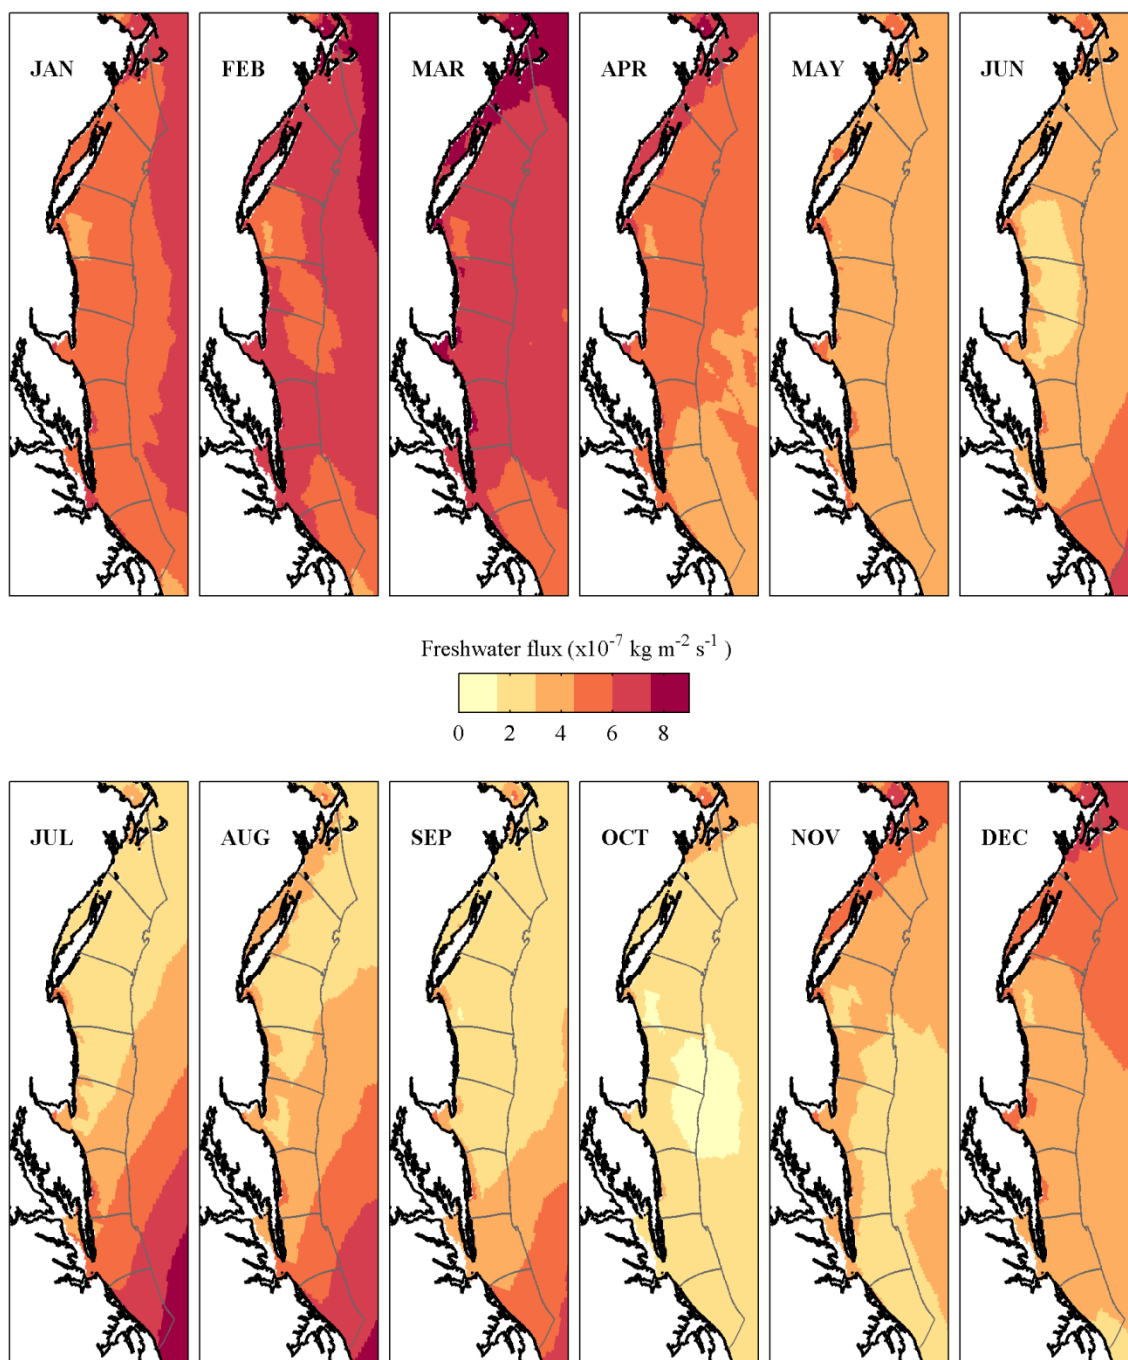 JAN FEB MAR APR MAY JUN
Freshwater flux (x10⁻⁷ kg m⁻² s⁻¹ )
0 2 4 6 8
JUL AUG SEP OCT NOV DEC